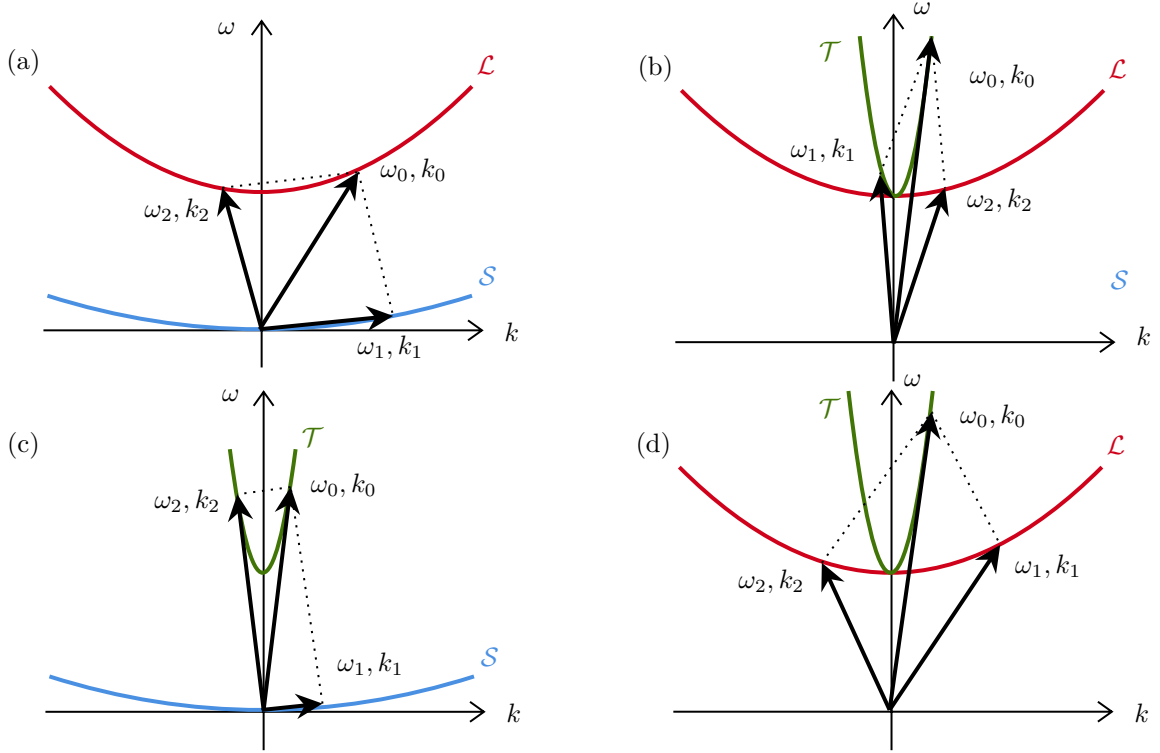 (a)
ω
ℒ
ω₀, k₀
ω₂, k₂
𝒮
ω₁, k₁
k
(b)
ω
𝒯
ω₀, k₀
ℒ
ω₁, k₁
ω₂, k₂
𝒮
k
(c)
ω
𝒯
ω₂, k₂
ω₀, k₀
ω₁, k₁
𝒮
k
(d)
ω
𝒯
ω₀, k₀
ℒ
ω₂, k₂
ω₁, k₁
k